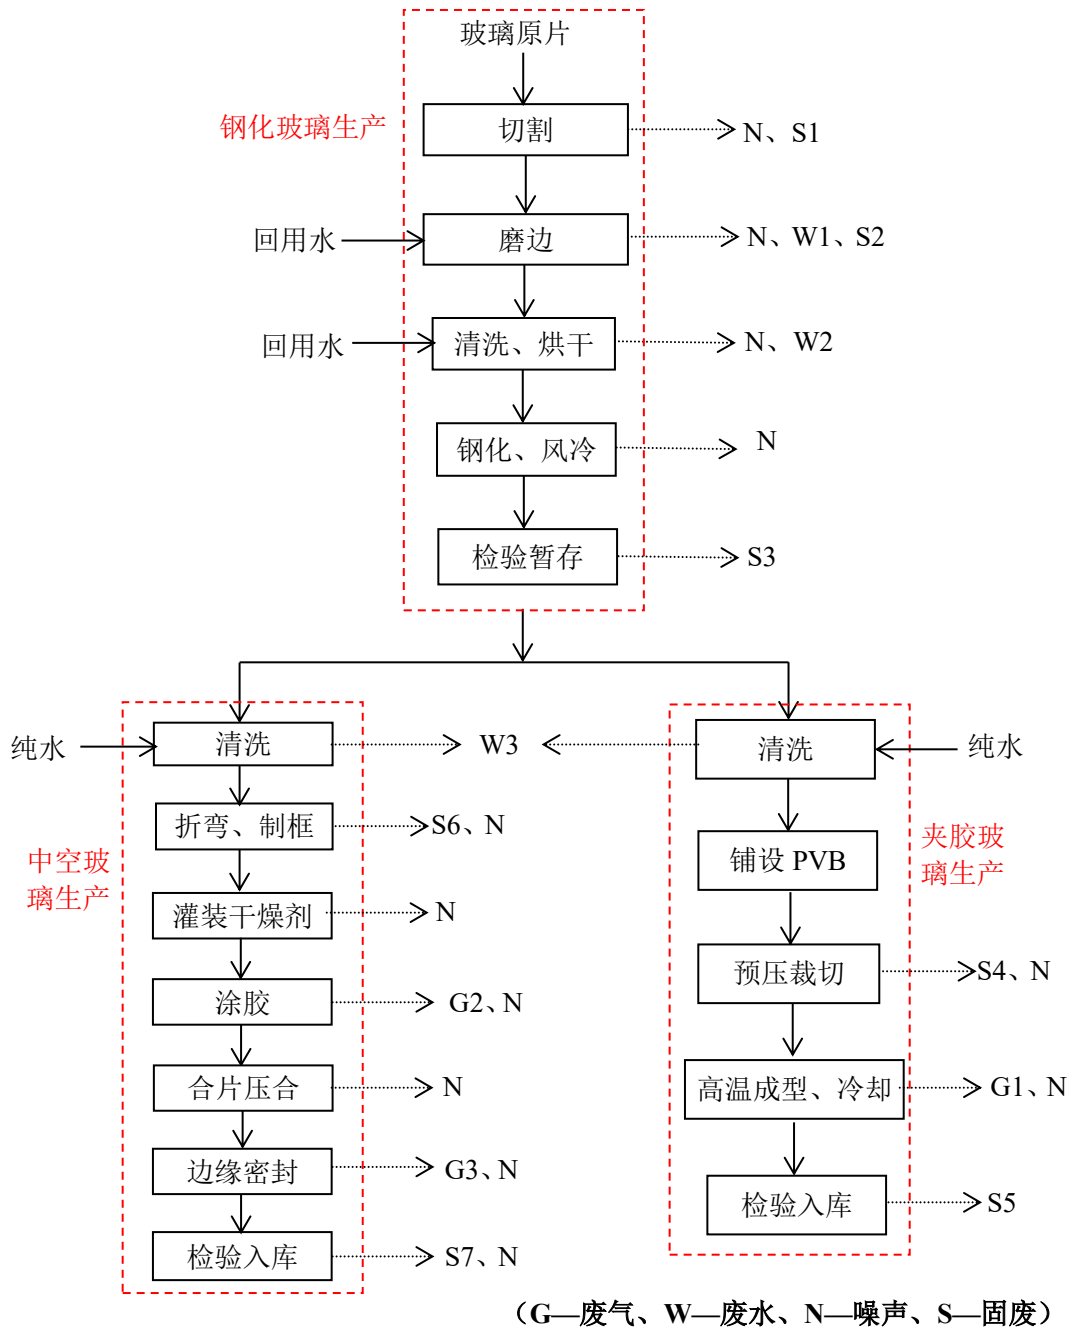 玻璃原片
钢化玻璃生产
切割
N、S1
回用水
磨边
N、W1、S2
回用水
清洗、烘干
N、W2
钢化、风冷
N
检验暂存
S3
纯水
清洗
W3
清洗
纯水
中空玻
璃生产
折弯、制框
S6、N
灌装干燥剂
N
涂胶
G2、N
合片压合
N
边缘密封
G3、N
检验入库
S7、N
夹胶玻
璃生产
铺设 PVB
预压裁切
S4、N
高温成型、冷却
G1、N
检验入库
S5
（G—废气、W—废水、N—噪声、S—固废）